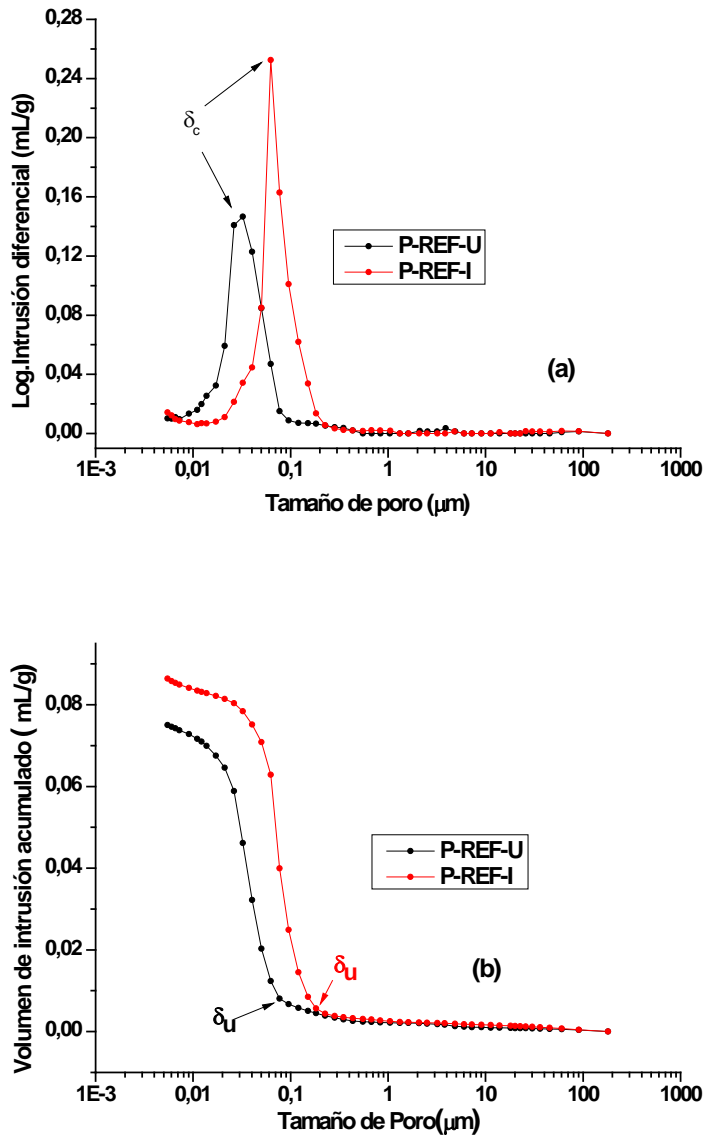 0,28
0,24
0,20
0,16
0,12
0,08
0,04
0,00
Log.Intrusión diferencial (mL/g)
δc
P-REF-U
P-REF-I
(a)
1E-3 0,01 0,1 1 10 100 1000
Tamaño de poro (μm)
0,08
0,06
0,04
0,02
0,00
Volumen de intrusión acumulado ( mL/g)
P-REF-U
P-REF-I
δu
δu
(b)
1E-3 0,01 0,1 1 10 100 1000
Tamaño de Poro(μm)